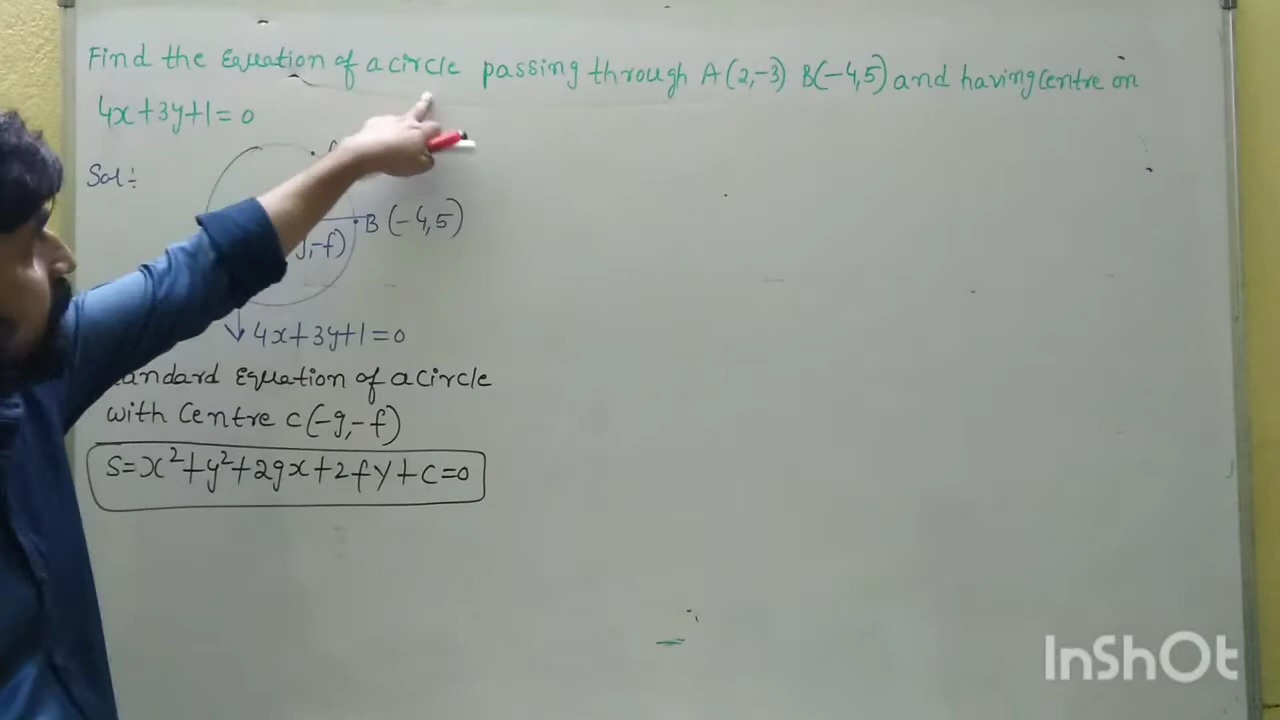 Find the Equation of a circle passing through A(2,-3) B(-4,5) and having Centre on
4x+3y+1=0
Sol:-
B (-4,5)
,-f)
4x+3y+1=0
tandard Equation of a Circle
with Centre C(-g,-f)
S=x²+y²+2gx+2fy+c=0
InShOt